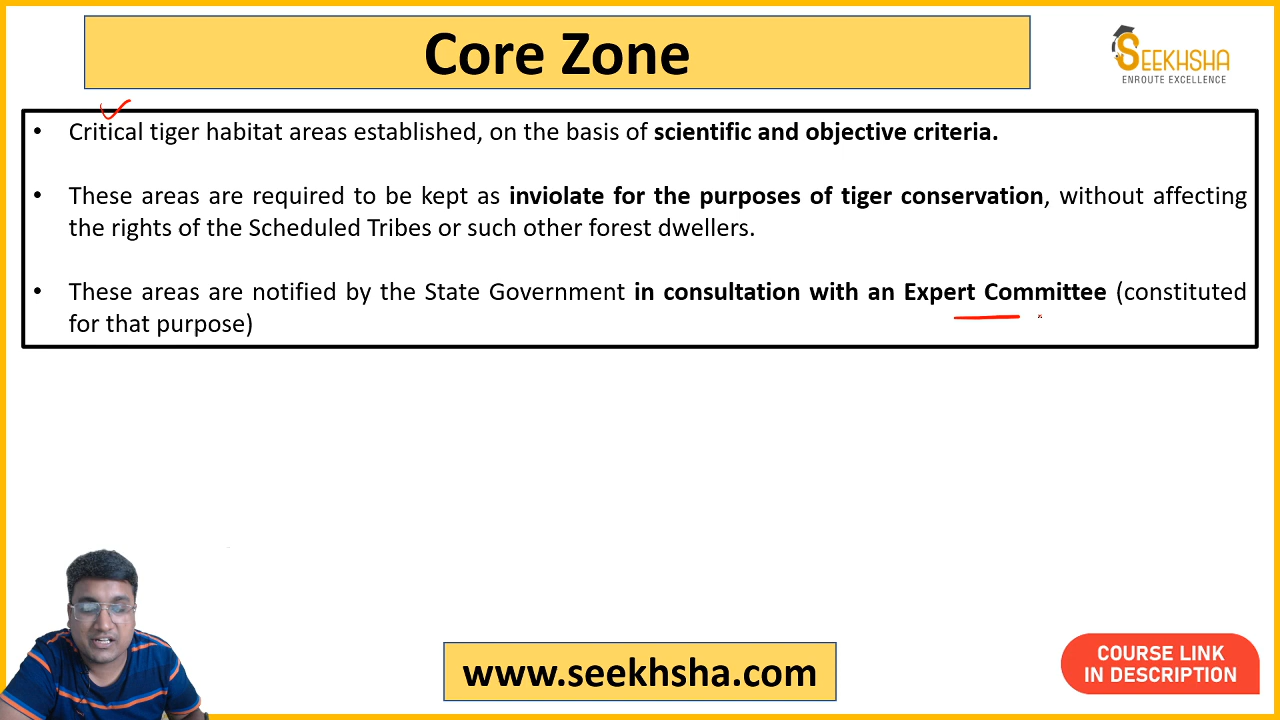 Core Zone
SEEKHSHA
ENROUTE EXCELLENCE
• Critical tiger habitat areas established, on the basis of scientific and objective criteria.
• These areas are required to be kept as inviolate for the purposes of tiger conservation, without affecting
the rights of the Scheduled Tribes or such other forest dwellers.
• These areas are notified by the State Government in consultation with an Expert Committee (constituted
for that purpose)
www.seekhsha.com
COURSE LINK
IN DESCRIPTION